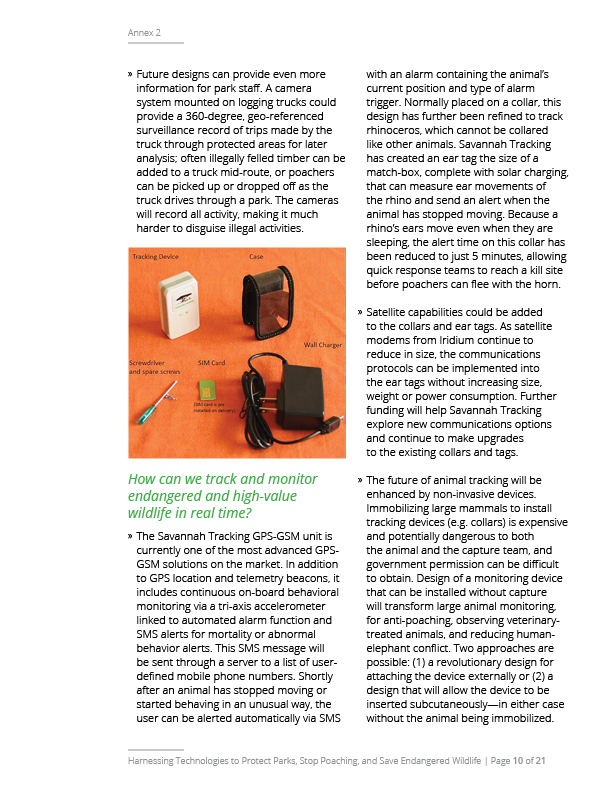 Annex 2
» Future designs can provide even more
information for park staff. A camera
system mounted on logging trucks could
provide a 360-degree, geo-referenced
surveillance record of trips made by the
truck through protected areas for later
analysis; often illegally felled timber can be
added to a truck mid-route, or poachers
can be picked up or dropped off as the
truck drives through a park. The cameras
will record all activity, making it much
harder to disguise illegal activities.
Tracking Device
Case
Wall Charger
Screwdriver
and spare screws
SIM Card
(SIM card is pre
installed on delivery)
How can we track and monitor
endangered and high-value
wildlife in real time?
» The Savannah Tracking GPS-GSM unit is
currently one of the most advanced GPS-
GSM solutions on the market. In addition
to GPS location and telemetry beacons, it
includes continuous on-board behavioral
monitoring via a tri-axis accelerometer
linked to automated alarm function and
SMS alerts for mortality or abnormal
behavior alerts. This SMS message will
be sent through a server to a list of user-
defined mobile phone numbers. Shortly
after an animal has stopped moving or
started behaving in an unusual way, the
user can be alerted automatically via SMS
with an alarm containing the animal's
current position and type of alarm
trigger. Normally placed on a collar, this
design has further been refined to track
rhinoceros, which cannot be collared
like other animals. Savannah Tracking
has created an ear tag the size of a
match-box, complete with solar charging,
that can measure ear movements of
the rhino and send an alert when the
animal has stopped moving. Because a
rhino's ears move even when they are
sleeping, the alert time on this collar has
been reduced to just 5 minutes, allowing
quick response teams to reach a kill site
before poachers can flee with the horn.
» Satellite capabilities could be added
to the collars and ear tags. As satellite
modems from Iridium continue to
reduce in size, the communications
protocols can be implemented into
the ear tags without increasing size,
weight or power consumption. Further
funding will help Savannah Tracking
explore new communications options
and continue to make upgrades
to the existing collars and tags.
» The future of animal tracking will be
enhanced by non-invasive devices.
Immobilizing large mammals to install
tracking devices (e.g. collars) is expensive
and potentially dangerous to both
the animal and the capture team, and
government permission can be difficult
to obtain. Design of a monitoring device
that can be installed without capture
will transform large animal monitoring,
for anti-poaching, observing veterinary-
treated animals, and reducing human-
elephant conflict. Two approaches are
possible: (1) a revolutionary design for
attaching the device externally or (2) a
design that will allow the device to be
inserted subcutaneously—in either case
without the animal being immobilized.
Harnessing Technologies to Protect Parks, Stop Poaching, and Save Endangered Wildlife | Page 10 of 21